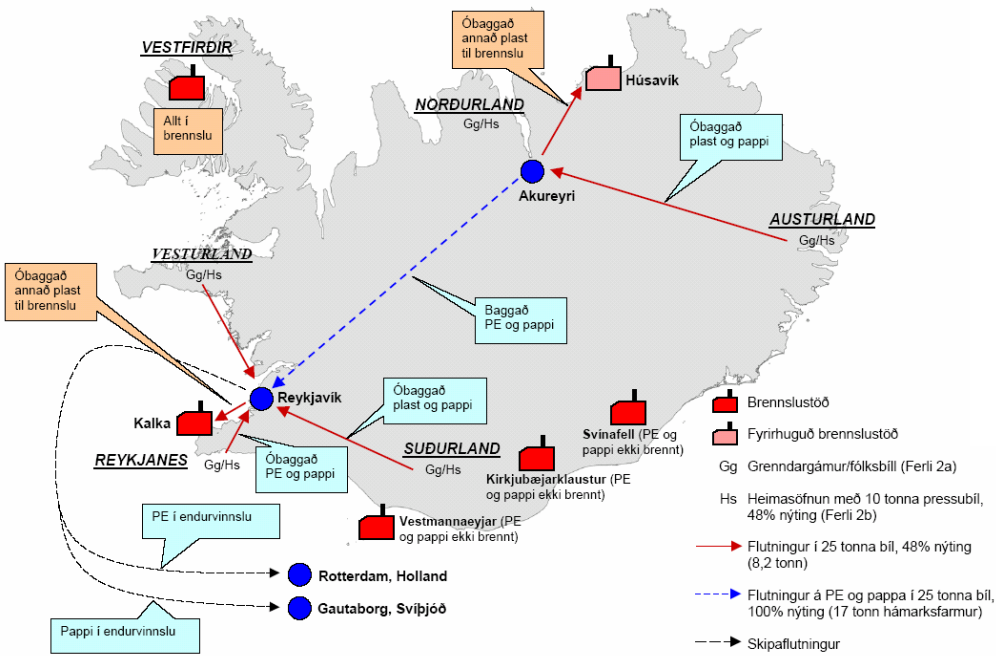 VESTFIRÐIR
Allt í
brennslu
Óbaggað
annað plast
til brennslu
Húsavík
NORÐURLAND
Gg/Hs
Akureyri
Óbaggað
plast og pappi
AUSTURLAND
Gg/Hs
VESTURLAND
Gg/Hs
Óbaggað
annað plast
til brennslu
Baggað
PE og pappi
Reykjavík
Kalka
REYKJANES
Gg/Hs
Óbaggað
PE og pappi
Óbaggað
plast og pappi
SUÐURLAND
Gg/Hs
Svínafell (PE og
pappi ekki brennt)
Kirkjubæjarklaustur (PE
og pappi ekki brennt)
Vestmannaeyjar (PE
og pappi ekki brennt)
PE í endurvinnslu
Rotterdam, Holland
Gautaborg, Svíþjóð
Pappi í endurvinnslu
Brennslustöð
Fyrirhuguð brennslustöð
Gg Grenndargámur/fólksbíll (Ferli 2a)
Hs Heimasöfnun með 10 tonna pressubíl,
48% nýting (Ferli 2b)
Flutningur í 25 tonna bíl, 48% nýting
(8,2 tonn)
Flutningur á PE og pappa í 25 tonna bíl,
100% nýting (17 tonn hámarksfarmur)
Skipaflutningur